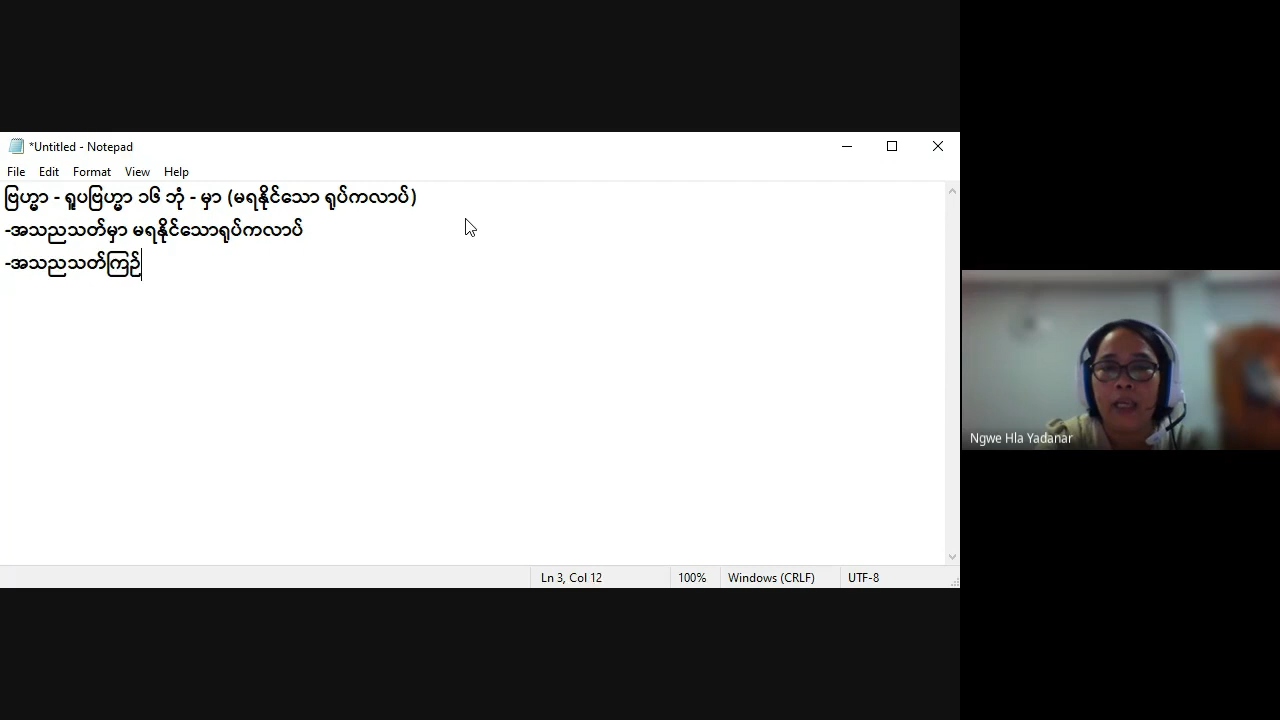 *Untitled - Notepad
File Edit Format View Help
ဗြဟ္မာ - ရူပဗြဟ္မာ ၁၆ ဘုံ - မှာ (မရနိုင်သော ရုပ်ကလာပ်)
-အသညသတ်မှာ မရနိုင်သောရုပ်ကလာပ်
-အသညသတ်ကြဉ်
Ngwe Hla Yadanar
Ln 3, Col 12 100% Windows (CRLF) UTF-8